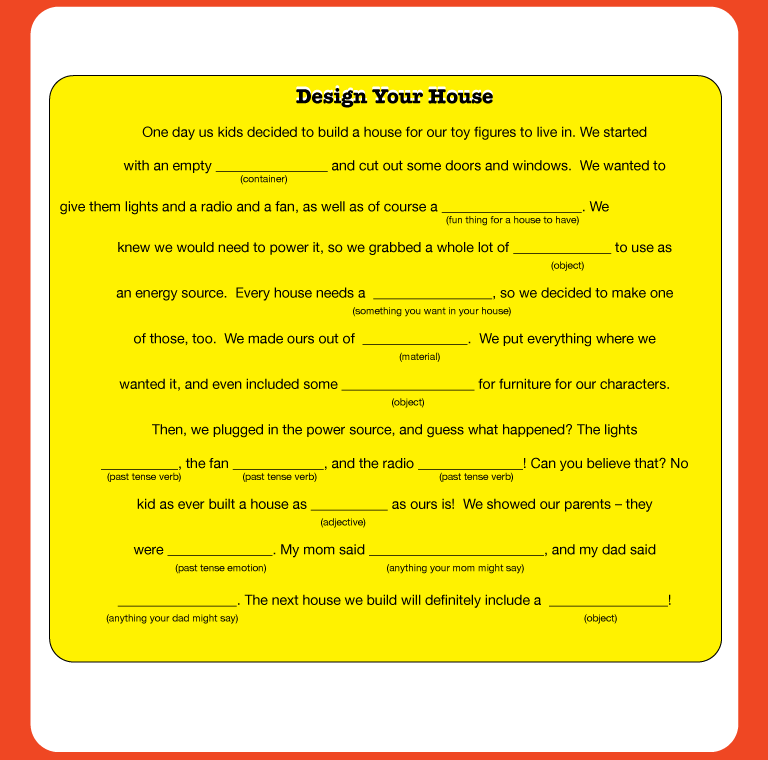 Design Your House
One day us kids decided to build a house for our toy figures to live in. We started
with an empty ______________ and cut out some doors and windows.  We wanted to
(container)
give them lights and a radio and a fan, as well as of course a __________________. We
(fun thing for a house to have)
knew we would need to power it, so we grabbed a whole lot of ____________ to use as
(object)
an energy source.  Every house needs a  _______________, so we decided to make one
(something you want in your house)
of those, too.  We made ours out of  _____________.  We put everything where we
(material)
wanted it, and even included some _________________ for furniture for our characters.
(object)
Then, we plugged in the power source, and guess what happened? The lights
__________, the fan ___________, and the radio _____________! Can you believe that? No
(past tense verb) (past tense verb) (past tense verb)
kid as ever built a house as __________ as ours is!  We showed our parents – they
(adjective)
were _____________. My mom said ______________________, and my dad said
(past tense emotion) (anything your mom might say)
_______________. The next house we build will definitely include a  _______________!
(anything your dad might say) (object)